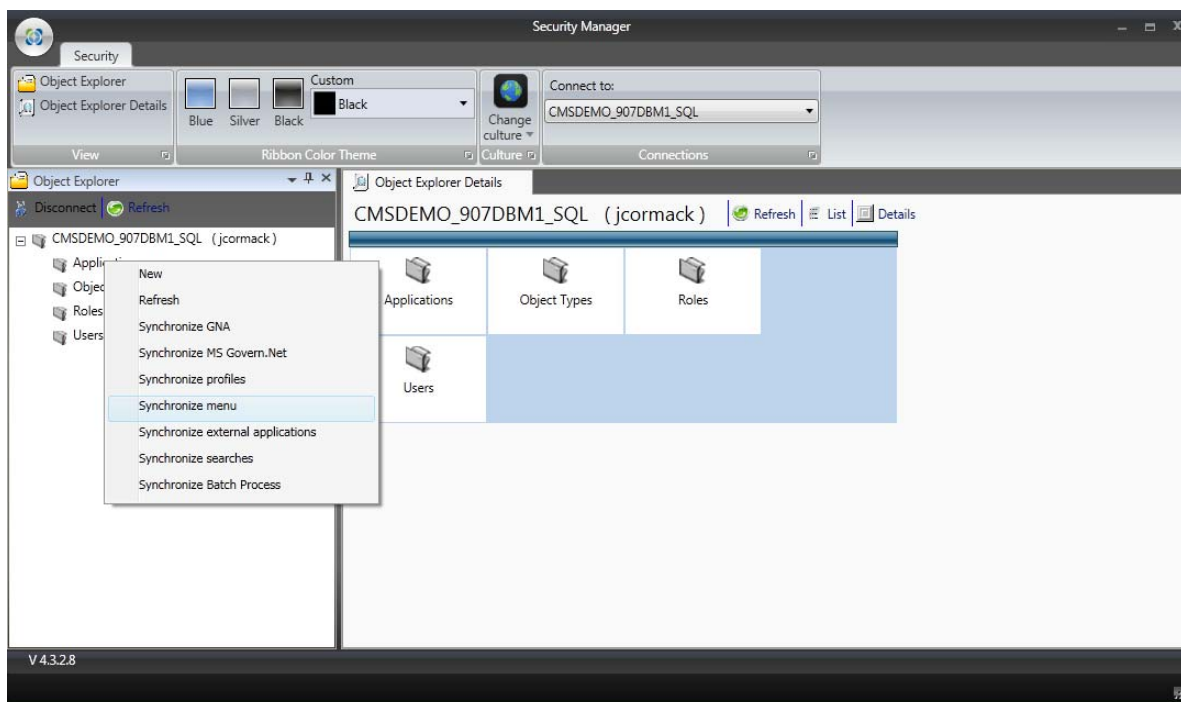 Security Manager
Security
Object Explorer
Object Explorer Details
View
Blue
Silver
Black
Custom
Black
Ribbon Color Theme
Change culture
Culture
Connect to:
CMSDEMO_907DBM1_SQL
Connections
Object Explorer
Disconnect
Refresh
CMSDEMO_907DBM1_SQL (jcormack)
Objec
Roles
Users
New
Refresh
Synchronize GNA
Synchronize MS Govern.Net
Synchronize profiles
Synchronize menu
Synchronize external applications
Synchronize searches
Synchronize Batch Process
Object Explorer Details
CMSDEMO_907DBM1_SQL (jcormack) Refresh List Details
Applications
Object Types
Roles
Users
V 4.3.2.8